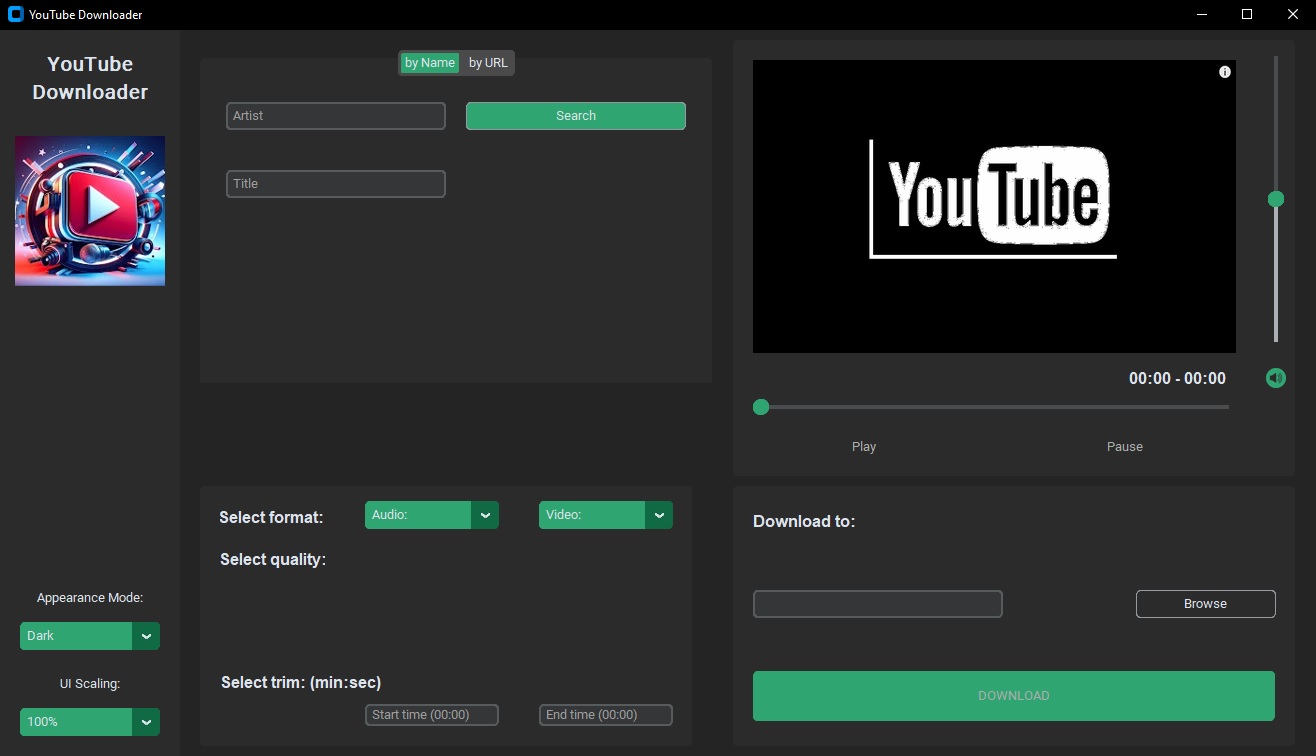 YouTube Downloader
YouTube
Downloader
Appearance Mode:
Dark
UI Scaling:
100%
by Name
by URL
Artist
Search
Title
Select format:
Audio:
Video:
Select quality:
Select trim: (min:sec)
Start time (00:00)
End time (00:00)
YouTube
00:00 - 00:00
Play
Pause
Download to:
Browse
DOWNLOAD